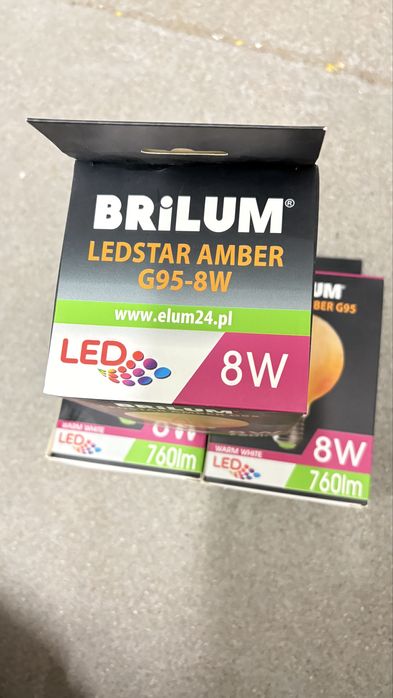 BRiLUM®
LEDSTAR AMBER
G95-8W
www.elum24.pl
LED
8W
8W
WARM WHITE
LED
760lm
UM®
BER G95
8W
WARM WHITE
LED
760lm